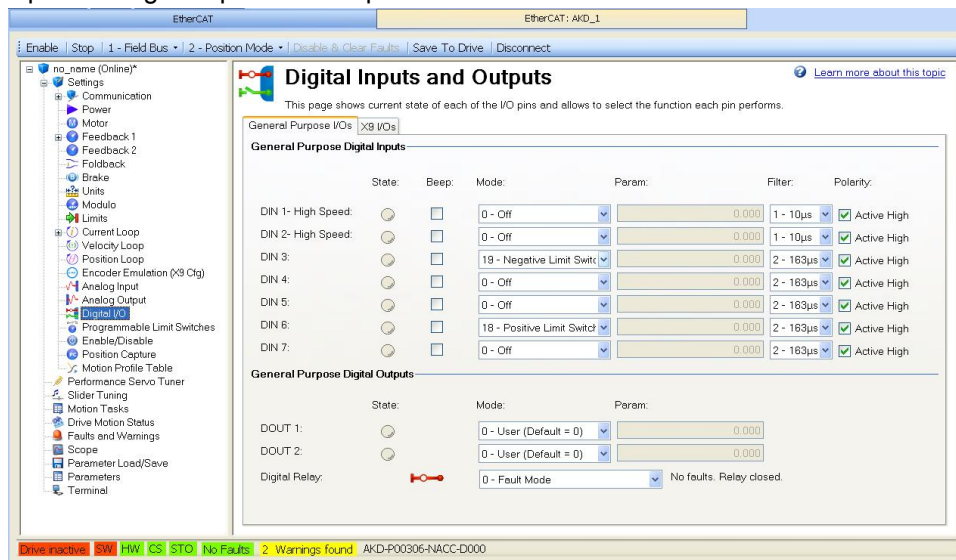 EtherCAT
EtherCAT: AKD_1
Enable Stop 1 - Field Bus 2 - Position Mode Disable & Clear Faults Save To Drive Disconnect
no_name (Online)*
Settings
Communication
Power
Motor
Feedback 1
Feedback 2
Foldback
Brake
Units
Modulo
Limits
Current Loop
Velocity Loop
Position Loop
Encoder Emulation (X9 Cfg)
Analog Input
Analog Output
Digital I/O
Programmable Limit Switches
Enable/Disable
Position Capture
Motion Profile Table
Performance Servo Tuner
Slider Tuning
Motion Tasks
Drive Motion Status
Faults and Warnings
Scope
Parameter Load/Save
Parameters
Terminal
Digital Inputs and Outputs
Learn more about this topic
This page shows current state of each of the I/O pins and allows to select the function each pin performs.
General Purpose I/Os X9 I/Os
General Purpose Digital Inputs
State: Beep: Mode: Param: Filter: Polarity:
DIN 1- High Speed: 0 - Off 0.000 1 - 10µs Active High
DIN 2- High Speed: 0 - Off 0.000 1 - 10µs Active High
DIN 3: 19 - Negative Limit Switc 0.000 2 - 163µs Active High
DIN 4: 0 - Off 0.000 2 - 163µs Active High
DIN 5: 0 - Off 0.000 2 - 163µs Active High
DIN 6: 18 - Positive Limit Switch 0.000 2 - 163µs Active High
DIN 7: 0 - Off 0.000 2 - 163µs Active High
General Purpose Digital Outputs
State: Mode: Param:
DOUT 1: 0 - User (Default = 0) 0.000
DOUT 2: 0 - User (Default = 0) 0.000
Digital Relay: 0 - Fault Mode No faults. Relay closed.
Drive inactive SW HW CS STO No Faults 2 Warnings found AKD-P00306-NACC-D000